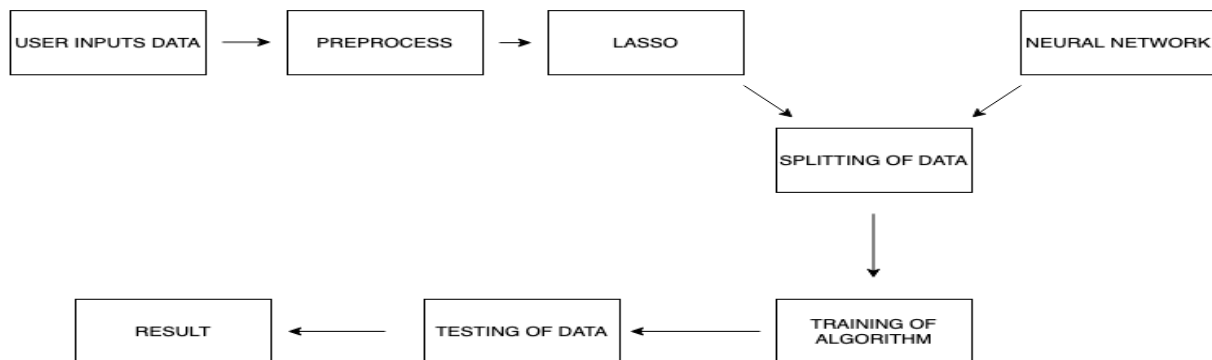 USER INPUTS DATA
PREPROCESS
LASSO
NEURAL NETWORK
SPLITTING OF DATA
TRAINING OF
ALGORITHM
TESTING OF DATA
RESULT